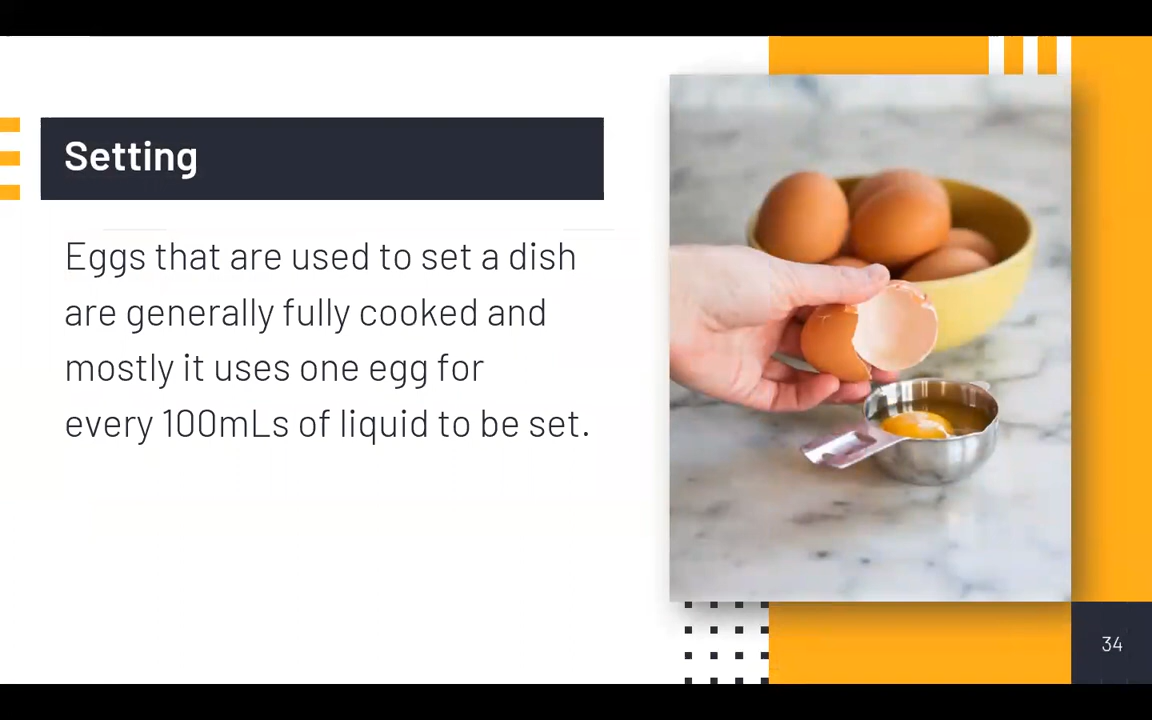 Setting
Eggs that are used to set a dish
are generally fully cooked and
mostly it uses one egg for
every 100mLs of liquid to be set.
34